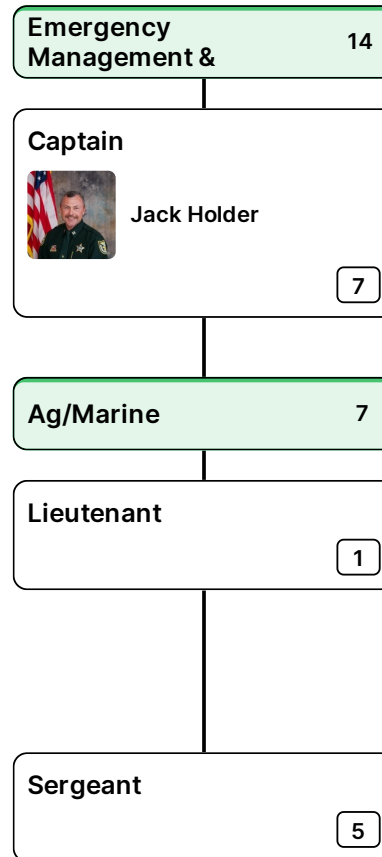 Emergency
Management &
14
Captain
Jack Holder
7
Ag/Marine
7
Lieutenant
1
Sergeant
5